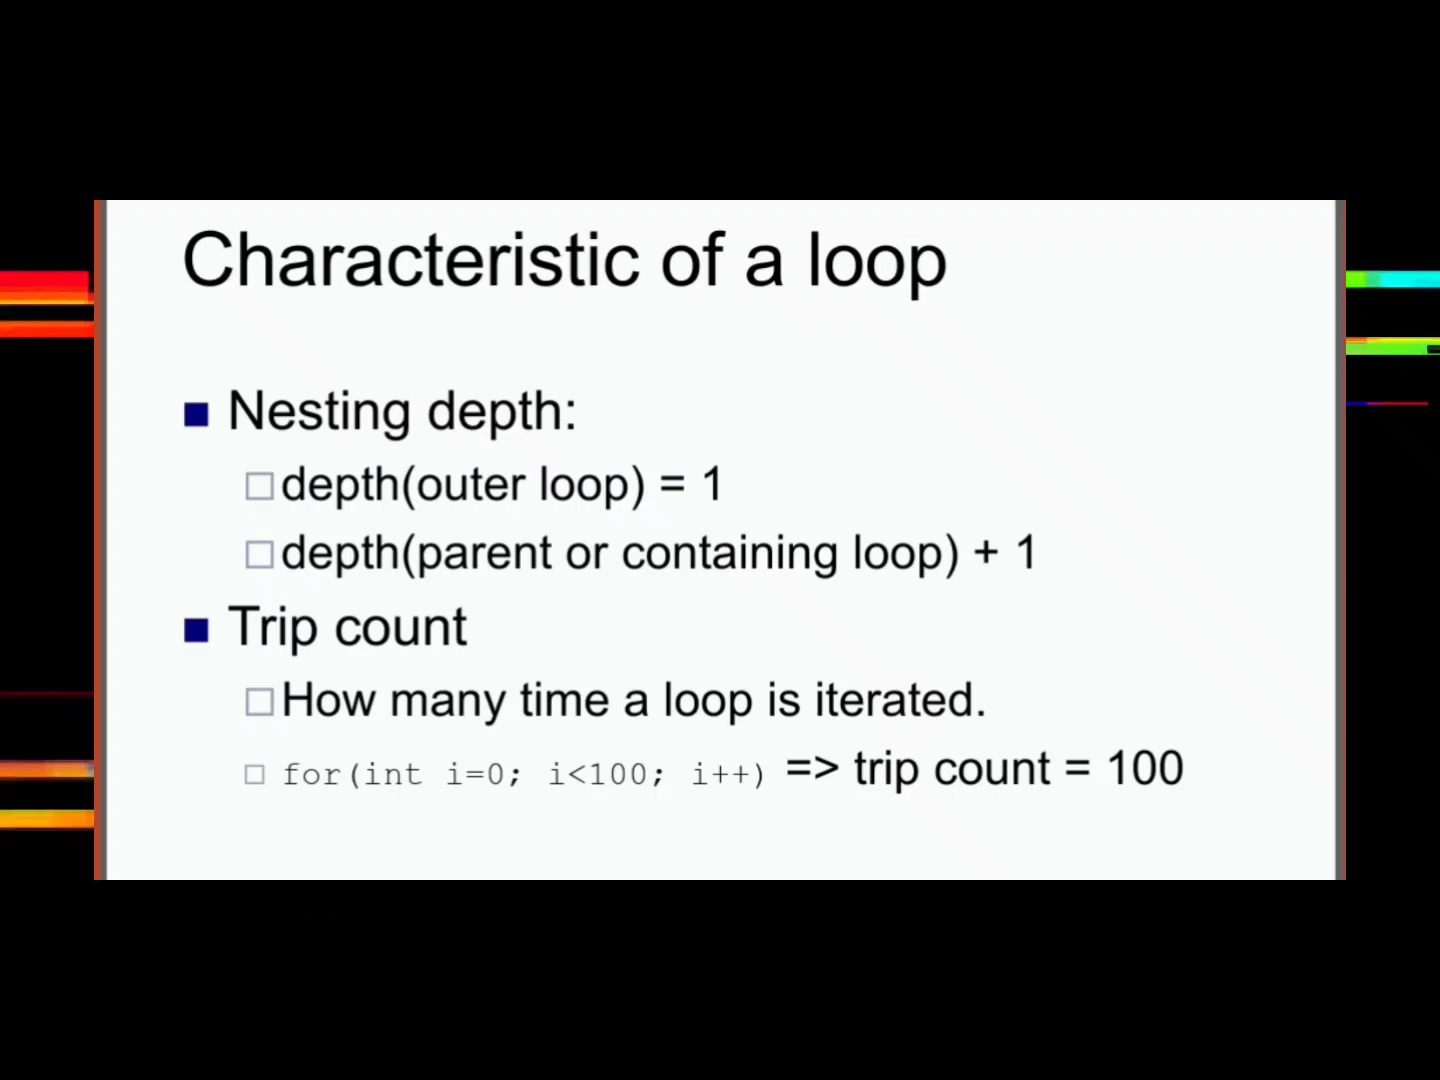 Characteristic of a loop
Nesting depth:
depth(outer loop) = 1
depth(parent or containing loop) + 1
Trip count
How many time a loop is iterated.
for(int i=0; i<100; i++) => trip count = 100